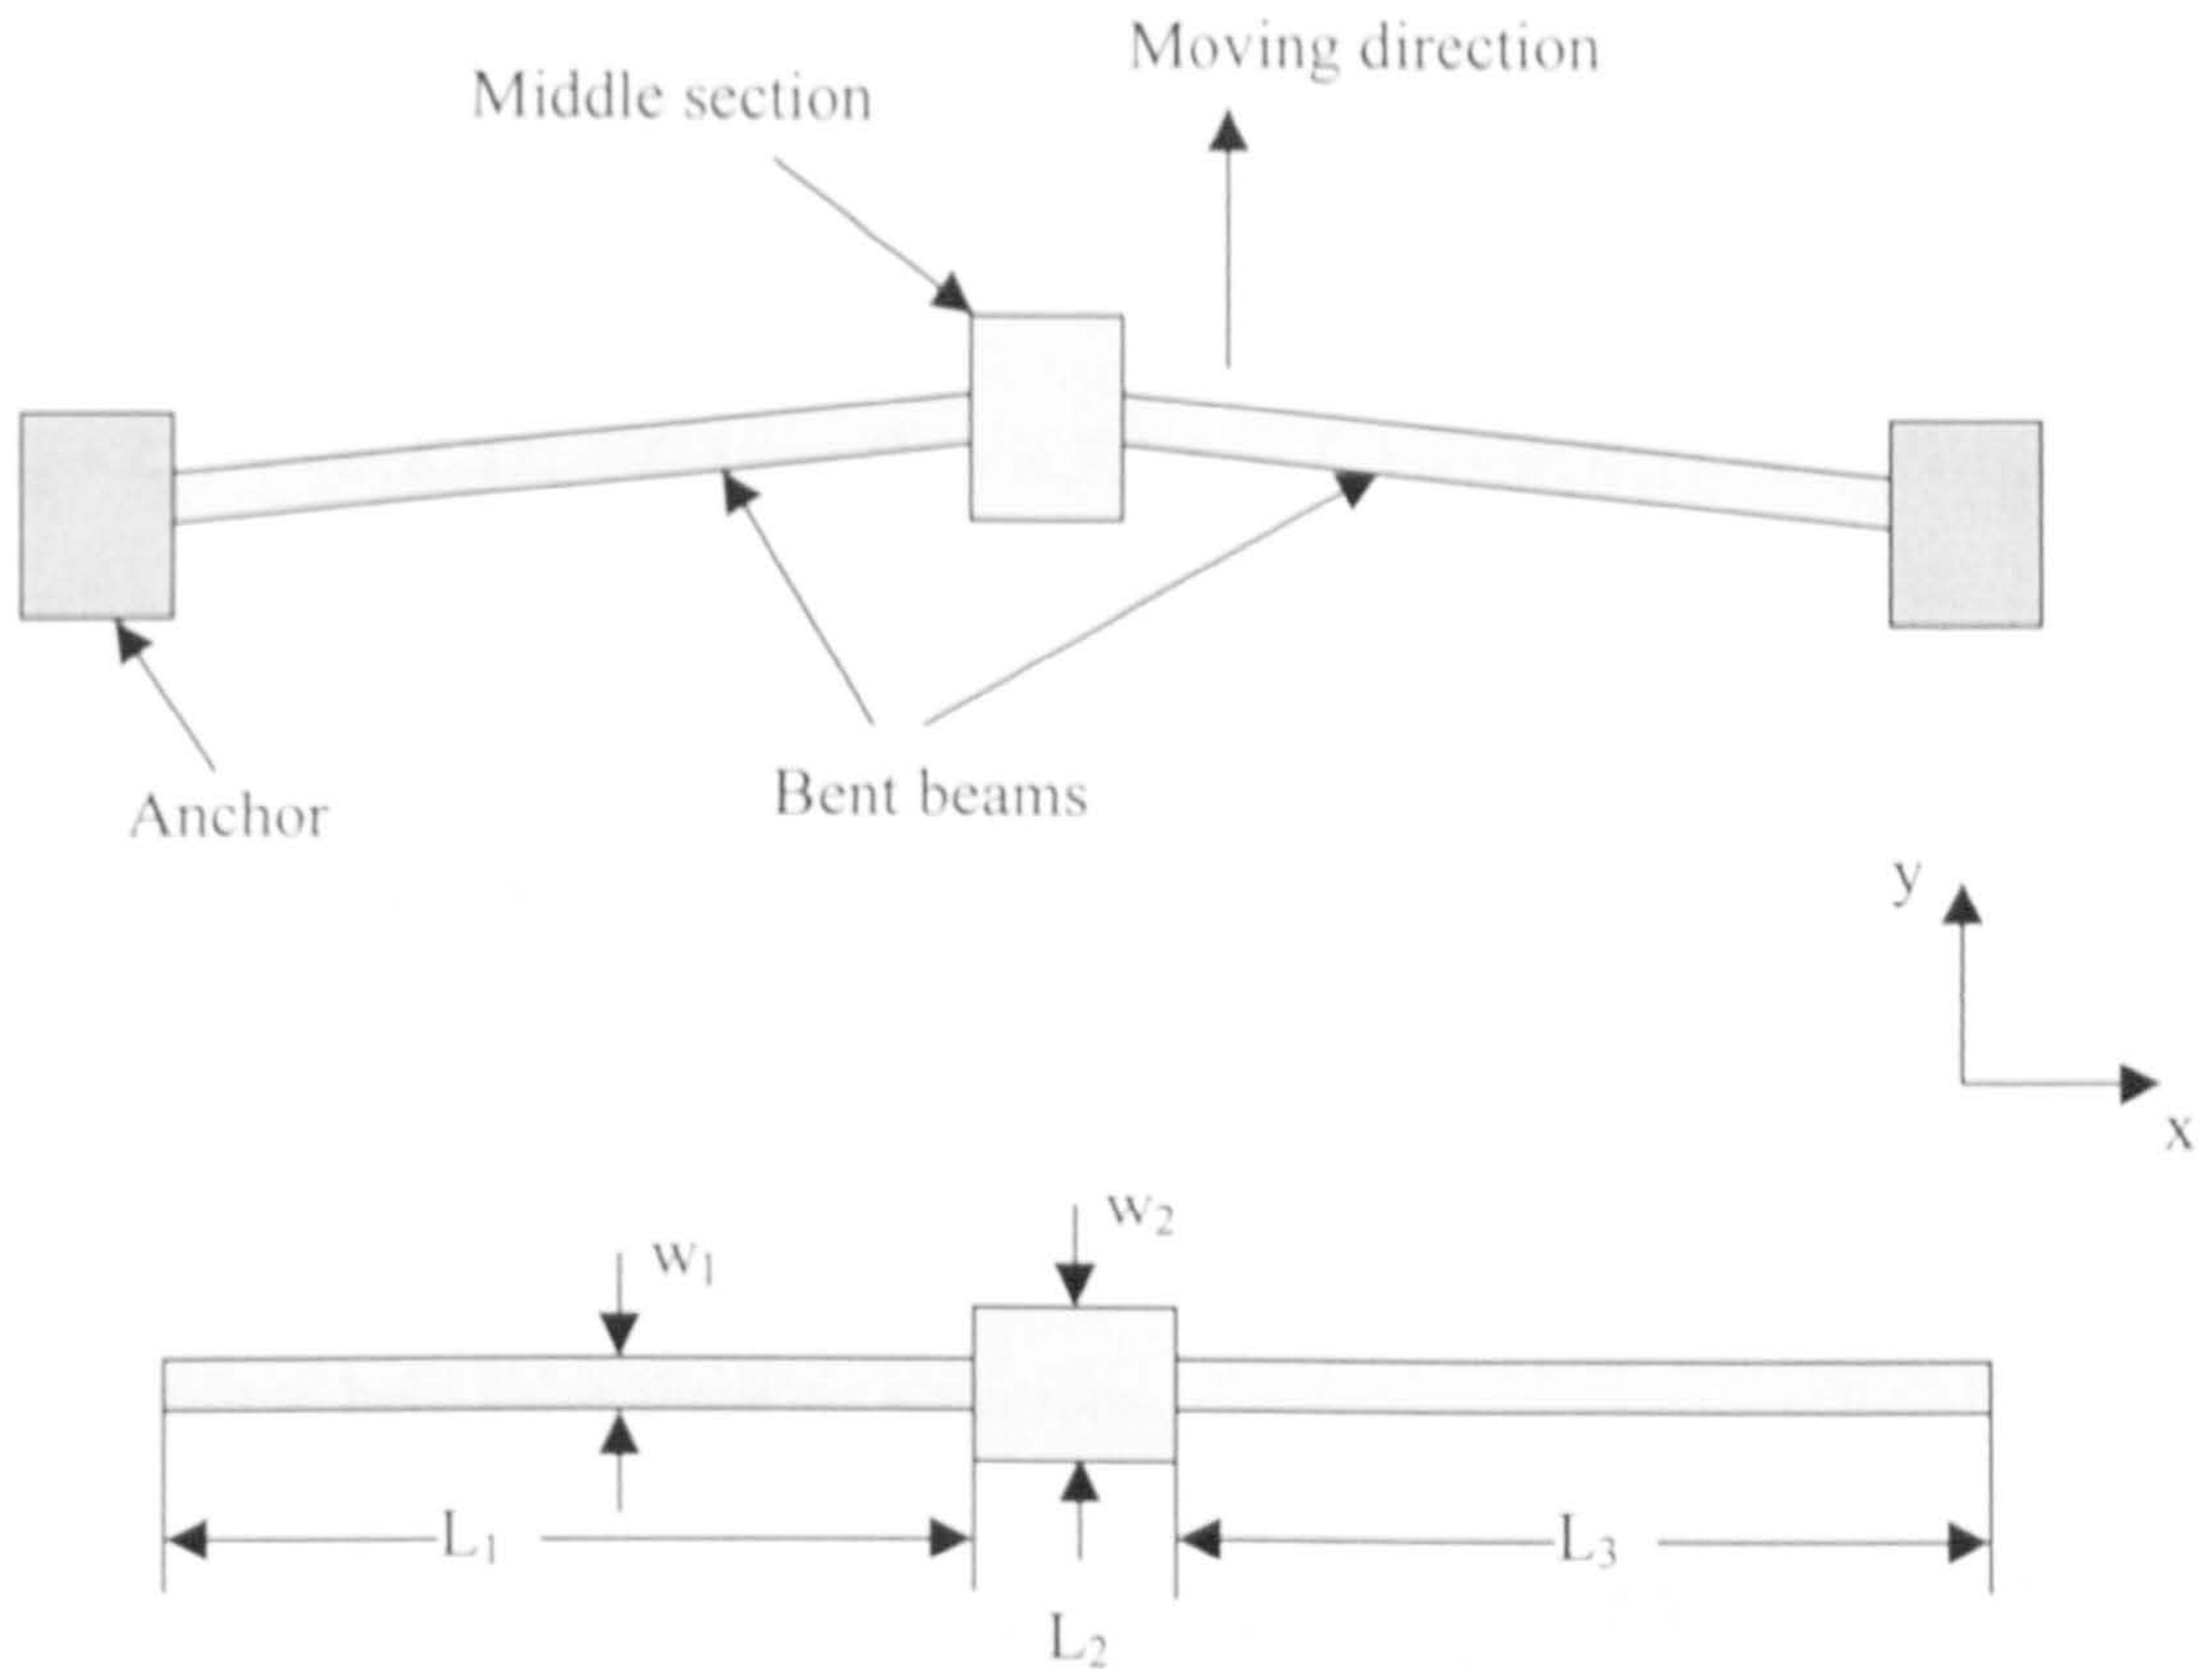 Moving direction
Middle section
Bent beams
Anchor
y
x
w2
w1
L1
L3
L2